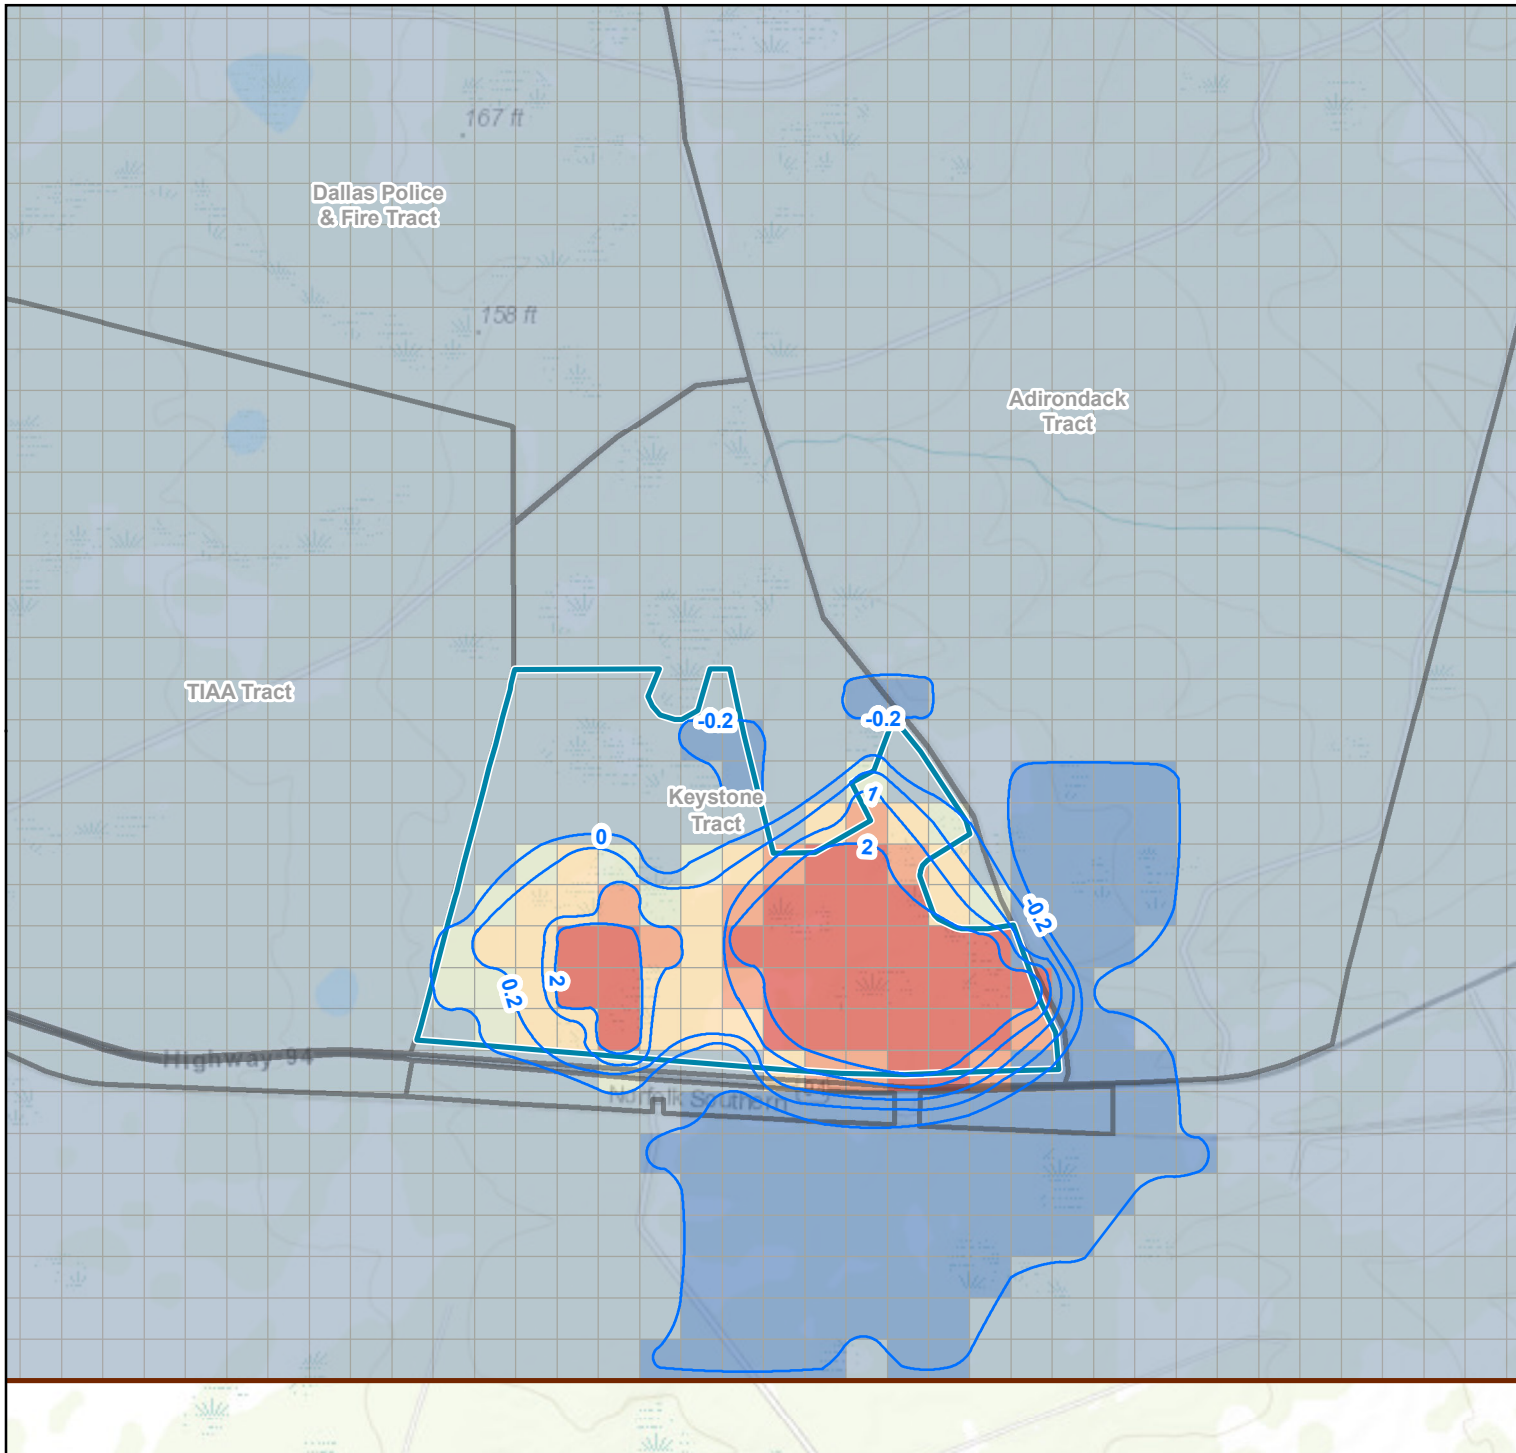 167 ft
Dallas Police
& Fire Tract
158 ft
Adirondack
Tract
TIAA Tract
-0.2
-0.2
Keystone
Tract
1
0
2
-0.2
2
0.2
Highway 94
Norfolk Southern